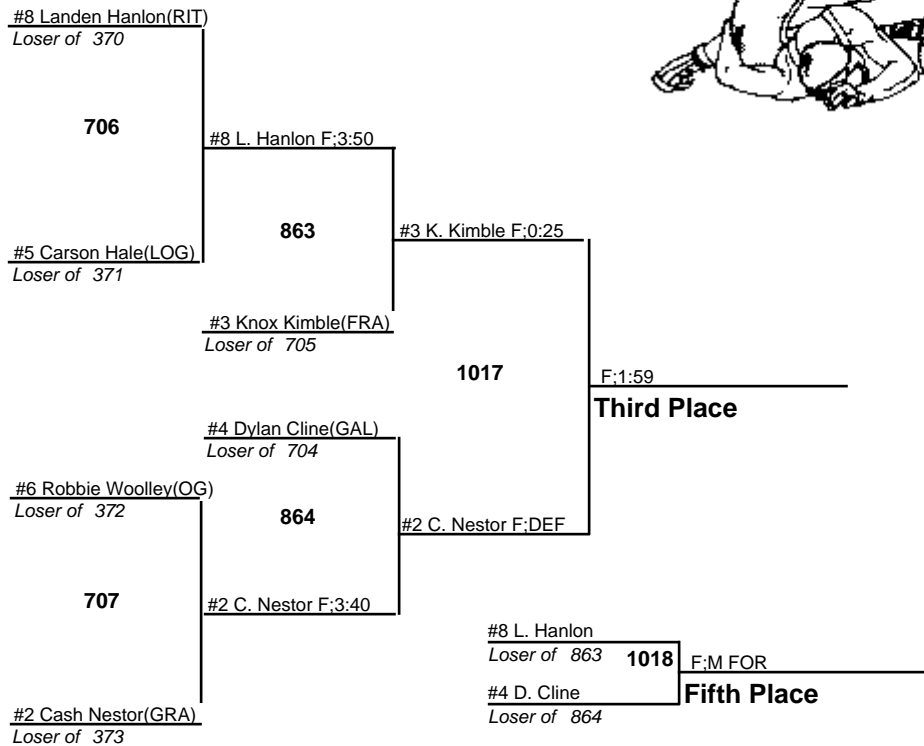 #8 Landen Hanlon(RIT)
Loser of 370
706
#8 L. Hanlon F;3:50
863
#3 K. Kimble F;0:25
#5 Carson Hale(LOG)
Loser of 371
#3 Knox Kimble(FRA)
Loser of 705
1017
F;1:59
Third Place
#4 Dylan Cline(GAL)
Loser of 704
#6 Robbie Woolley(OG)
Loser of 372
864
#2 C. Nestor F;DEF
707
#2 C. Nestor F;3:40
#2 Cash Nestor(GRA)
Loser of 373
#8 L. Hanlon
Loser of 863
1018
F;M FOR
Fifth Place
#4 D. Cline
Loser of 864